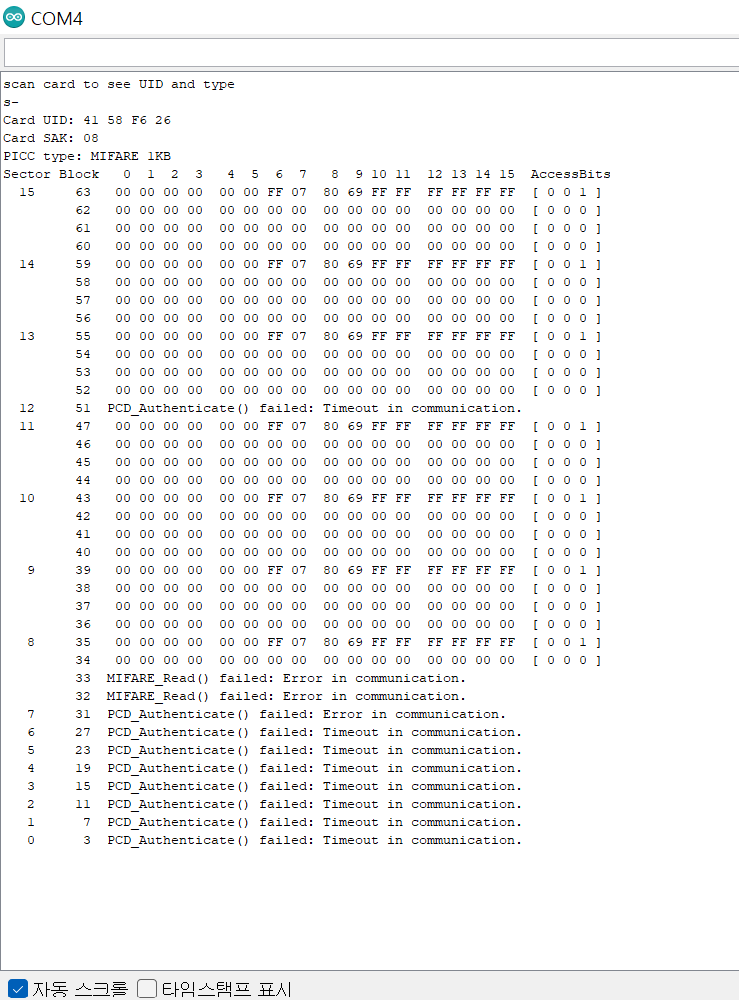 COM4
scan card to see UID and type
s-
Card UID: 41 58 F6 26
Card SAK: 08
PICC type: MIFARE 1KB
Sector Block 0 1 2 3 4 5 6 7 8 9 10 11 12 13 14 15 AccessBits
15 63 00 00 00 00 00 00 FF 07 80 69 FF FF FF FF FF FF [ 0 0 1 ]
62 00 00 00 00 00 00 00 00 00 00 00 00 00 00 00 00 [ 0 0 0 ]
61 00 00 00 00 00 00 00 00 00 00 00 00 00 00 00 00 [ 0 0 0 ]
60 00 00 00 00 00 00 00 00 00 00 00 00 00 00 00 00 [ 0 0 0 ]
14 59 00 00 00 00 00 00 FF 07 80 69 FF FF FF FF FF FF [ 0 0 1 ]
58 00 00 00 00 00 00 00 00 00 00 00 00 00 00 00 00 [ 0 0 0 ]
57 00 00 00 00 00 00 00 00 00 00 00 00 00 00 00 00 [ 0 0 0 ]
56 00 00 00 00 00 00 00 00 00 00 00 00 00 00 00 00 [ 0 0 0 ]
13 55 00 00 00 00 00 00 FF 07 80 69 FF FF FF FF FF FF [ 0 0 1 ]
54 00 00 00 00 00 00 00 00 00 00 00 00 00 00 00 00 [ 0 0 0 ]
53 00 00 00 00 00 00 00 00 00 00 00 00 00 00 00 00 [ 0 0 0 ]
52 00 00 00 00 00 00 00 00 00 00 00 00 00 00 00 00 [ 0 0 0 ]
12 51 PCD_Authenticate() failed: Timeout in communication.
11 47 00 00 00 00 00 00 FF 07 80 69 FF FF FF FF FF FF [ 0 0 1 ]
46 00 00 00 00 00 00 00 00 00 00 00 00 00 00 00 00 [ 0 0 0 ]
45 00 00 00 00 00 00 00 00 00 00 00 00 00 00 00 00 [ 0 0 0 ]
44 00 00 00 00 00 00 00 00 00 00 00 00 00 00 00 00 [ 0 0 0 ]
10 43 00 00 00 00 00 00 FF 07 80 69 FF FF FF FF FF FF [ 0 0 1 ]
42 00 00 00 00 00 00 00 00 00 00 00 00 00 00 00 00 [ 0 0 0 ]
41 00 00 00 00 00 00 00 00 00 00 00 00 00 00 00 00 [ 0 0 0 ]
40 00 00 00 00 00 00 00 00 00 00 00 00 00 00 00 00 [ 0 0 0 ]
9 39 00 00 00 00 00 00 FF 07 80 69 FF FF FF FF FF FF [ 0 0 1 ]
38 00 00 00 00 00 00 00 00 00 00 00 00 00 00 00 00 [ 0 0 0 ]
37 00 00 00 00 00 00 00 00 00 00 00 00 00 00 00 00 [ 0 0 0 ]
36 00 00 00 00 00 00 00 00 00 00 00 00 00 00 00 00 [ 0 0 0 ]
8 35 00 00 00 00 00 00 FF 07 80 69 FF FF FF FF FF FF [ 0 0 1 ]
34 00 00 00 00 00 00 00 00 00 00 00 00 00 00 00 00 [ 0 0 0 ]
33 MIFARE_Read() failed: Error in communication.
32 MIFARE_Read() failed: Error in communication.
7 31 PCD_Authenticate() failed: Error in communication.
6 27 PCD_Authenticate() failed: Timeout in communication.
5 23 PCD_Authenticate() failed: Timeout in communication.
4 19 PCD_Authenticate() failed: Timeout in communication.
3 15 PCD_Authenticate() failed: Timeout in communication.
2 11 PCD_Authenticate() failed: Timeout in communication.
1 7 PCD_Authenticate() failed: Timeout in communication.
0 3 PCD_Authenticate() failed: Timeout in communication.
자동 스크롤 타임스탬프 표시